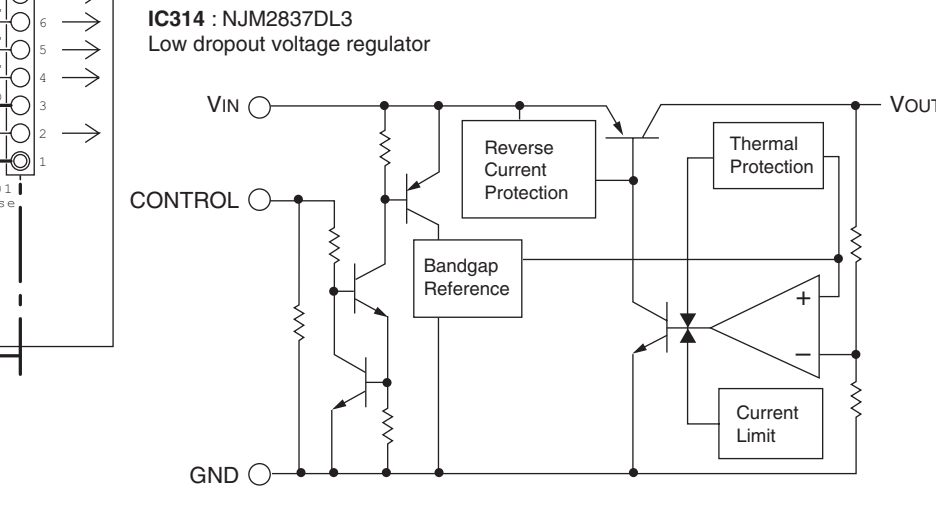 IC314 : NJM2837DL3
Low dropout voltage regulator
6
5
4
3
2
1
VIN
VOUT
CONTROL
GND
Reverse
Current
Protection
Thermal
Protection
Bandgap
Reference
+
−
Current
Limit